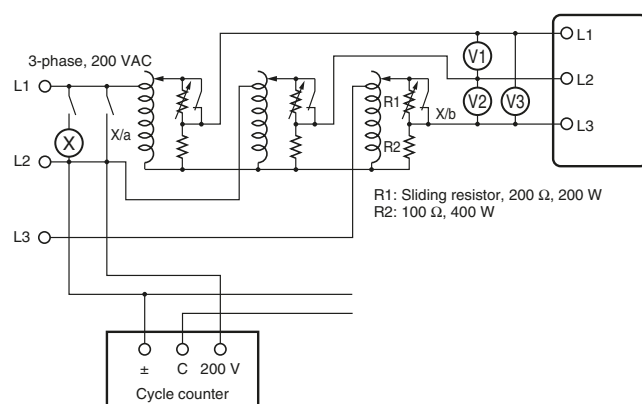 3-phase, 200 VAC
L1
L2
L3
X
X/a
R1
R2
X/b
V1
V2
V3
L1
L2
L3
R1: Sliding resistor, 200 Ω, 200 W
R2: 100 Ω, 400 W
± C 200 V
Cycle counter